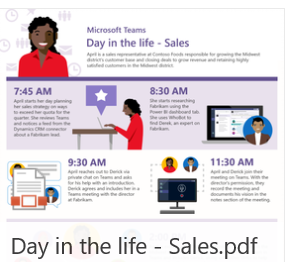 Microsoft Teams
Day in the life - Sales
April is a sales representative at Contoso Foods responsible for growing the Midwest
district's customer base and closing deals to grow revenue and retaining highly
satisfied customers in the Midwest district.
7:45 AM
April starts her day planning
her sales strategy on ways
to exceed her quota for the
quarter. She reviews Teams
and notices a feed from the
Dynamics CRM connector
about a Fabrikam lead.
8:30 AM
She starts researching
Fabrikam using the
Power BI dashboard tab.
She uses WhoBot to
find Derek, an expert on
Fabrikam.
9:30 AM
April reaches out to Derek via
private chat on Teams and asks
for his help with an introduction.
Derek agrees and includes her in a
Teams meeting with the director
at Fabrikam.
11:30 AM
April and Derek join their
meeting on Teams. With the
director's permission, they
record the meeting and
documents his vision in the
notes section of the meeting.
Day in the life - Sales.pdf